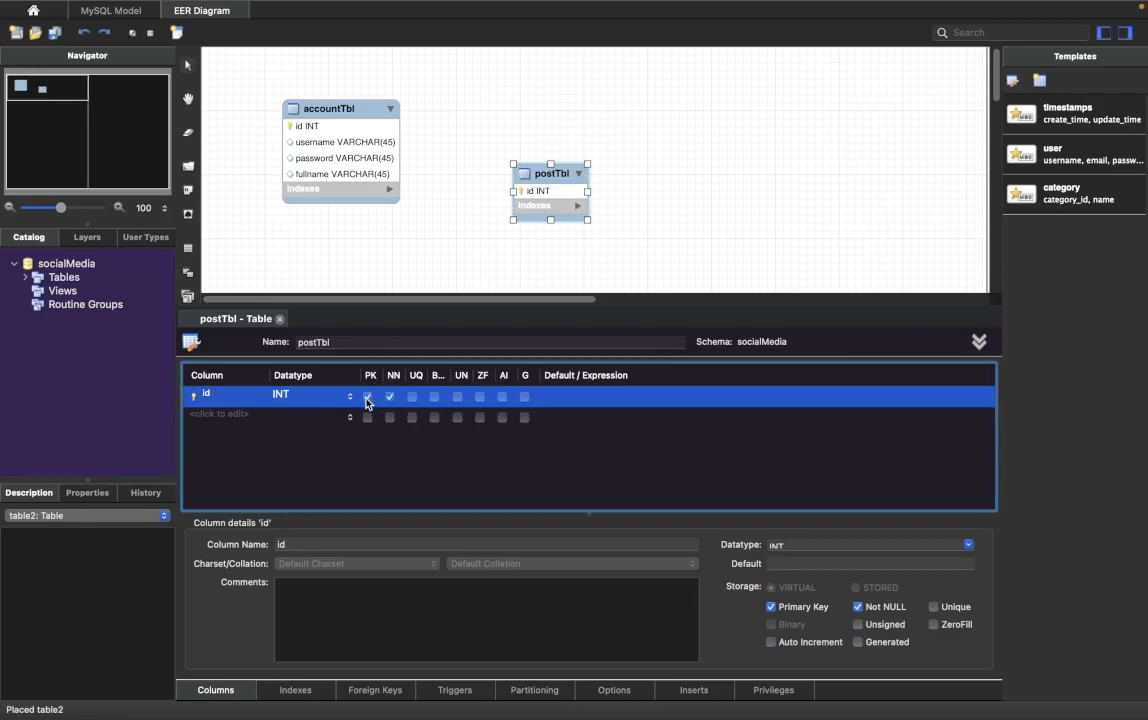 MySQL Model
EER Diagram
Search
Navigator
Templates
timestamps
create_time, update_time
user
username, email, passw...
category
category_id, name
accountTbl
id INT
username VARCHAR(45)
password VARCHAR(45)
fullname VARCHAR(45)
Indexes
postTbl
id INT
Indexes
100
Catalog
Layers
User Types
socialMedia
Tables
Views
Routine Groups
postTbl - Table
Name: postTbl
Schema: socialMedia
Column Datatype PK NN UQ B... UN ZF AI G Default / Expression
id INT
<click to edit>
Description
Properties
History
table2: Table
Column details 'id'
Column Name: id
Datatype: INT
Charset/Collation: Default Charset Default Collation
Default
Comments:
Storage: VIRTUAL STORED
Primary Key Not NULL Unique
Binary Unsigned ZeroFill
Auto Increment Generated
Columns Indexes Foreign Keys Triggers Partitioning Options Inserts Privileges
Placed table2